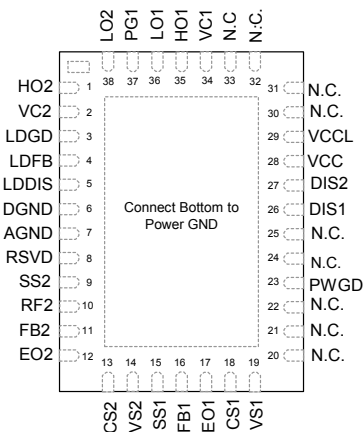 LO2 PG1 LO1 HO1 VC1 N.C N.C.
38 37 36 35 34 33 32
HO2 1
VC2 2
LDGD 3
LDFB 4
LDDIS 5
DGND 6
AGND 7
RSVD 8
SS2 9
RF2 10
FB2 11
EO2 12
Connect Bottom to
Power GND
31 N.C.
30 N.C.
29 VCCL
28 VCC
27 DIS2
26 DIS1
25 N.C.
24 N.C.
23 PWGD
22 N.C.
21 N.C.
20 N.C.
13 14 15 16 17 18 19
CS2 VS2 SS1 FB1 EO1 CS1 VS1